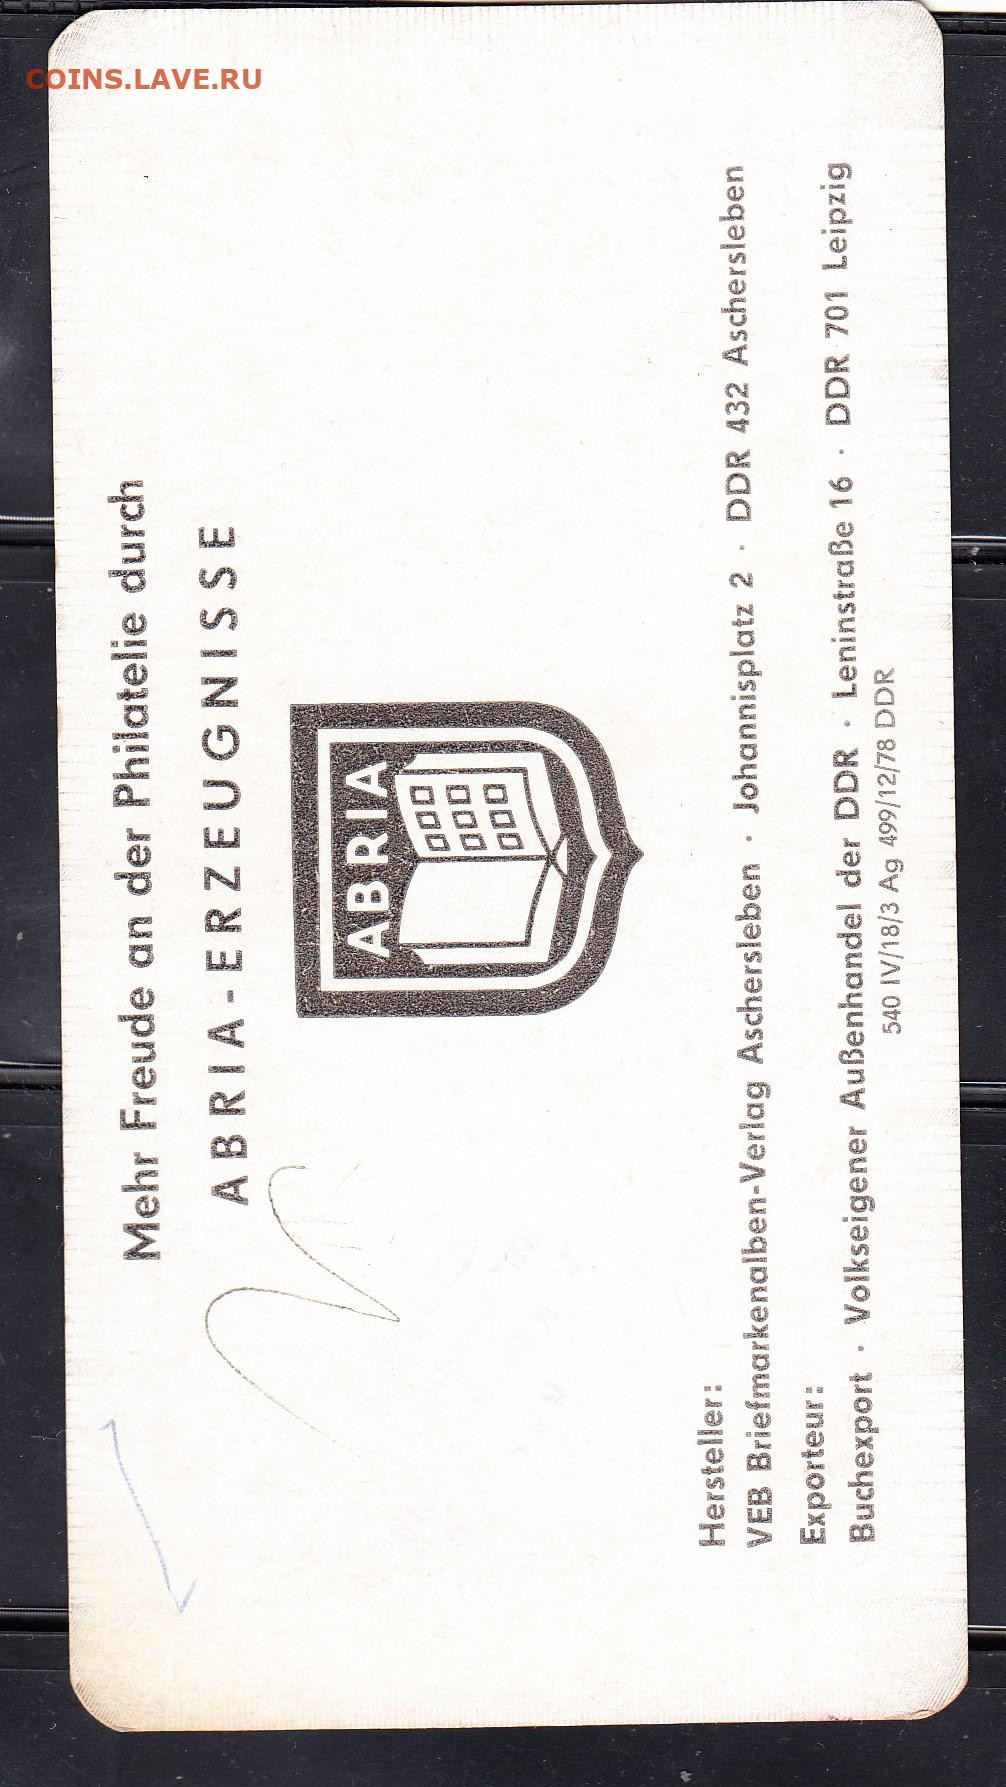 COINS.LAVE.RU
Mehr Freude an der Philatelie durch
ABRIA-ERZEUGNISSE
ABRIA
Hersteller:
VEB Briefmarkenalben-Verlag Aschersleben · Johannisplatz 2 · DDR 432 Aschersleben
Exporteur:
Buchexport · Volkseigener Außenhandel der DDR · Leninstraße 16 · DDR 701 Leipzig
540 IV/18/3 Ag 499/12/78 DDR